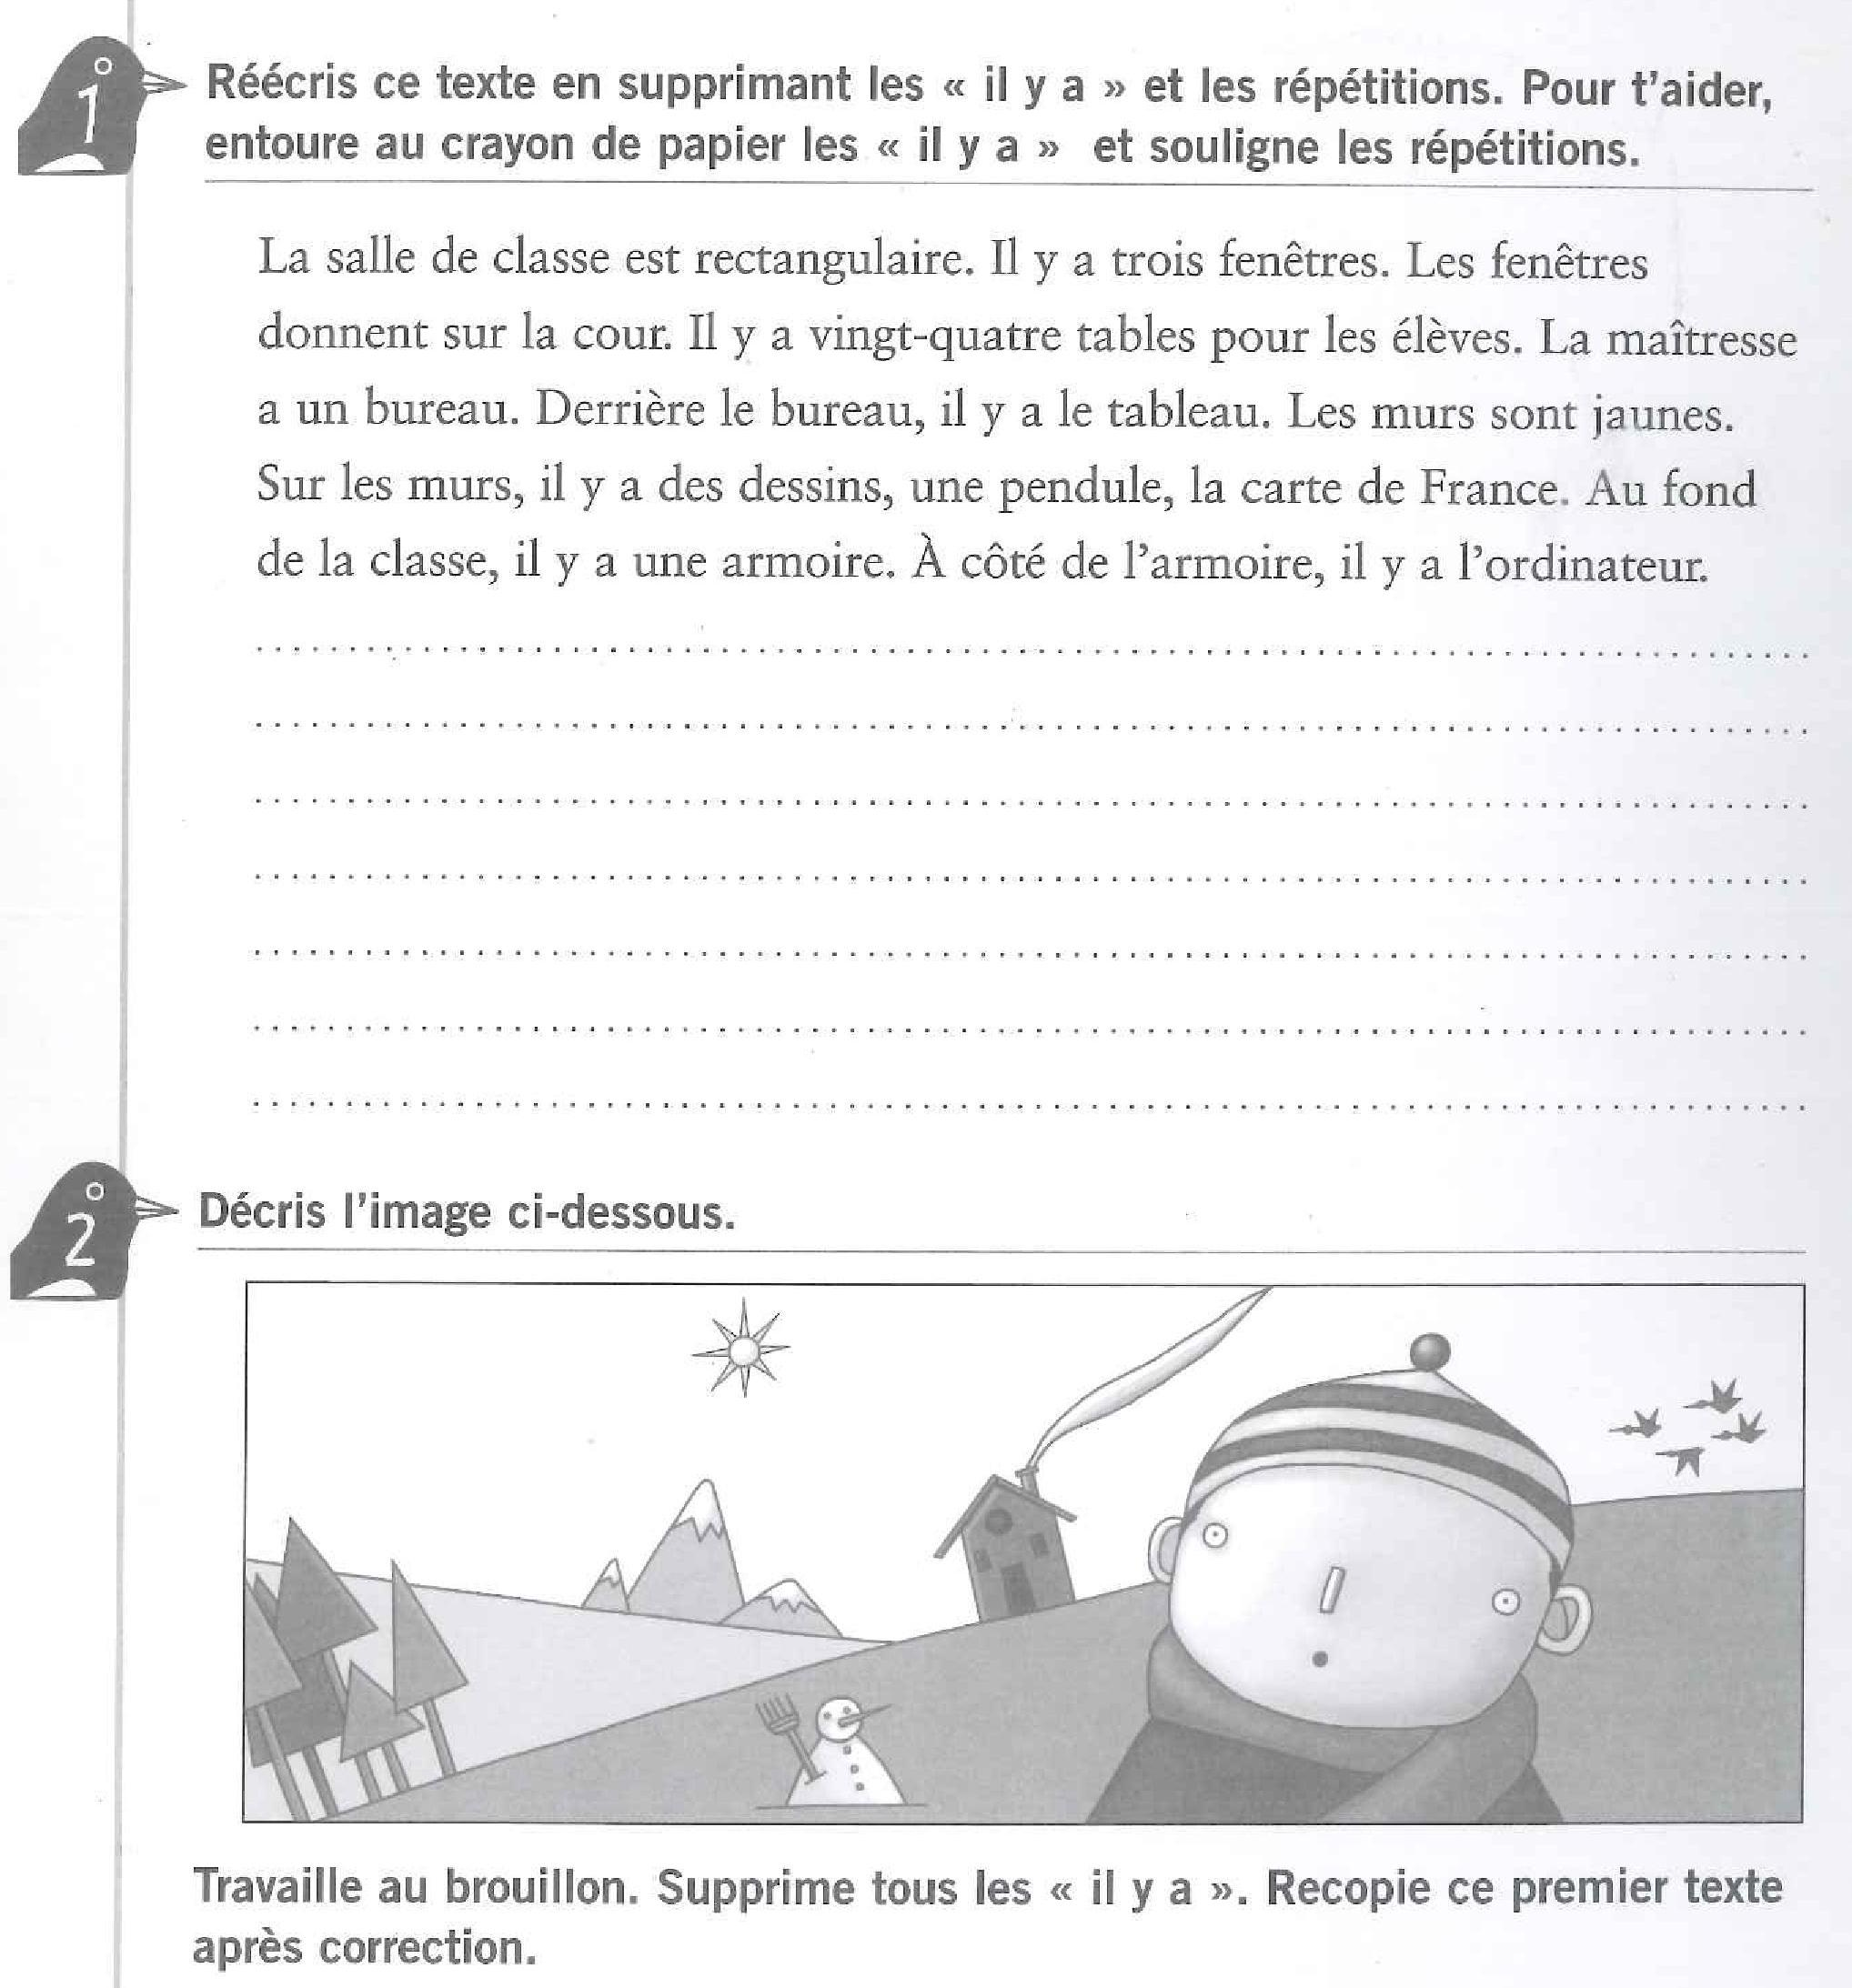 1
Réécris ce texte en supprimant les « il y a » et les répétitions. Pour t'aider,
entoure au crayon de papier les « il y a » et souligne les répétitions.
La salle de classe est rectangulaire. Il y a trois fenêtres. Les fenêtres
donnent sur la cour. Il y a vingt-quatre tables pour les élèves. La maîtresse
a un bureau. Derrière le bureau, il y a le tableau. Les murs sont jaunes.
Sur les murs, il y a des dessins, une pendule, la carte de France. Au fond
de la classe, il y a une armoire. À côté de l'armoire, il y a l'ordinateur.
2
Décris l'image ci-dessous.
Travaille au brouillon. Supprime tous les « il y a ». Recopie ce premier texte
après correction.